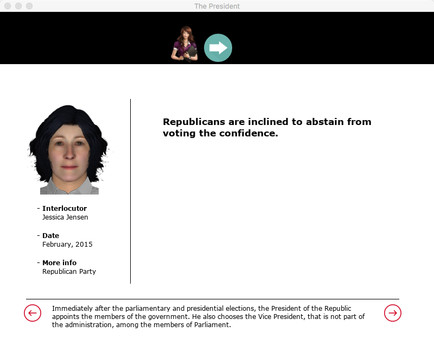 The President
Republicans are inclined to abstain from
voting the confidence.
- Interlocutor
Jessica Jensen
- Date
February, 2015
- More info
Republican Party
Immediately after the parliamentary and presidential elections, the President of the Republic
appoints the members of the government. He also chooses the Vice President, that is not part of
the administration, among the members of Parliament.